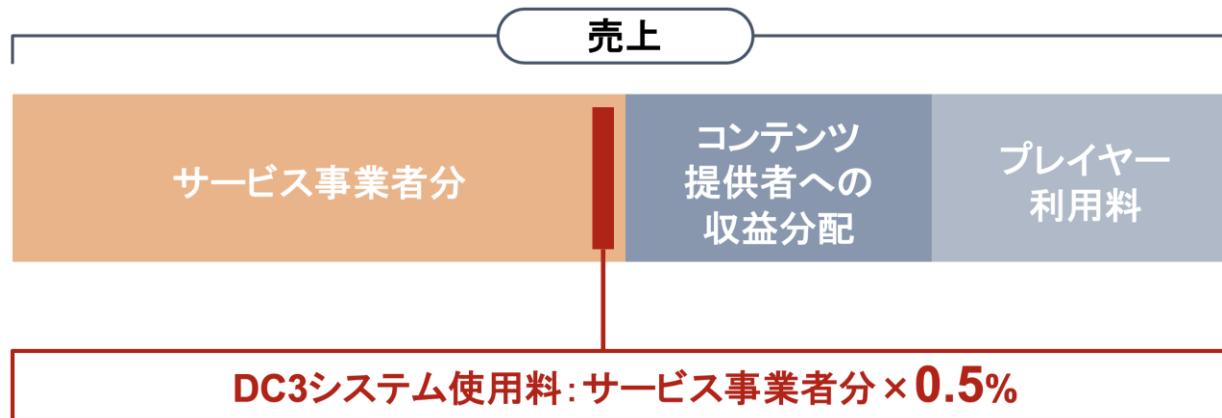 売上
サービス事業者分
コンテンツ
提供者への
収益分配
プレイヤー
利用料
DC3システム使用料：サービス事業者分×0.5%